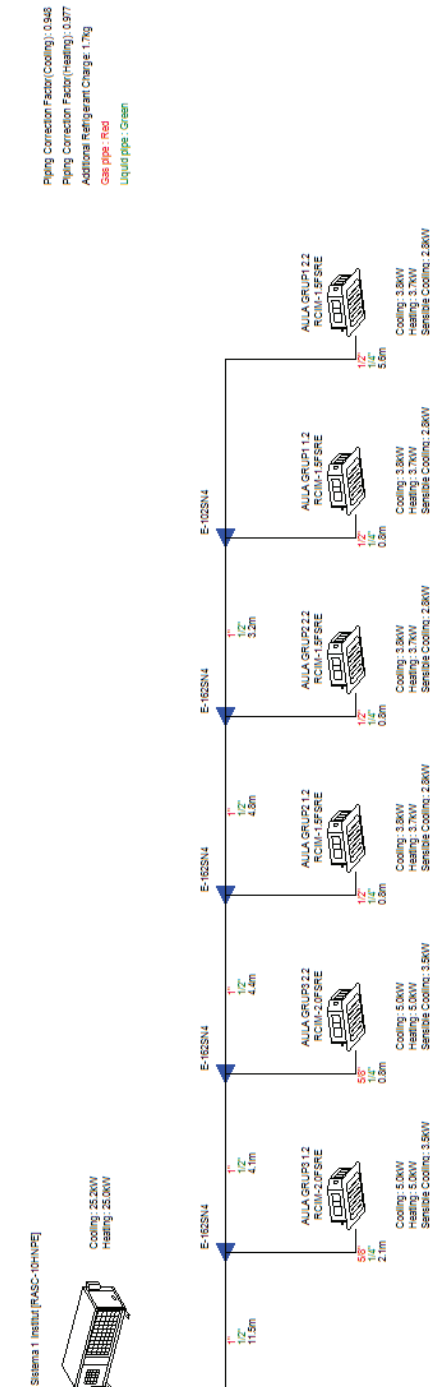 Piping Correction Factor(Cooling): 0.948
Piping Correction Factor(Heating): 0.977
Additional Refrigerant Charge: 1.7kg
Gas pipe: Red
Liquid pipe: Green
Sistema 1 Institut [RASC-10HNPE]
Cooling: 25.2kW
Heating: 25.0kW
1"
1/2"
11.5m
E-162SN4
1"
1/2"
4.1m
E-162SN4
1"
1/2"
4.4m
E-162SN4
1"
1/2"
4.8m
E-162SN4
1"
1/2"
3.2m
E-102SN4
AULA GRUP3 1.2
RCIM-2.0FSRE
5/8"
1/4"
2.1m
Cooling: 5.0kW
Heating: 5.0kW
Sensible Cooling: 3.5kW
AULA GRUP3 2.2
RCIM-2.0FSRE
5/8"
1/4"
0.8m
Cooling: 5.0kW
Heating: 5.0kW
Sensible Cooling: 3.5kW
AULA GRUP2 1.2
RCIM-1.5FSRE
1/2"
1/4"
0.8m
Cooling: 3.8kW
Heating: 3.7kW
Sensible Cooling: 2.8kW
AULA GRUP2 2.2
RCIM-1.5FSRE
1/2"
1/4"
0.8m
Cooling: 3.8kW
Heating: 3.7kW
Sensible Cooling: 2.8kW
AULA GRUP1 1.2
RCIM-1.5FSRE
1/2"
1/4"
0.8m
Cooling: 3.8kW
Heating: 3.7kW
Sensible Cooling: 2.8kW
AULA GRUP1 2.2
RCIM-1.5FSRE
1/2"
1/4"
5.6m
Cooling: 3.8kW
Heating: 3.7kW
Sensible Cooling: 2.8kW